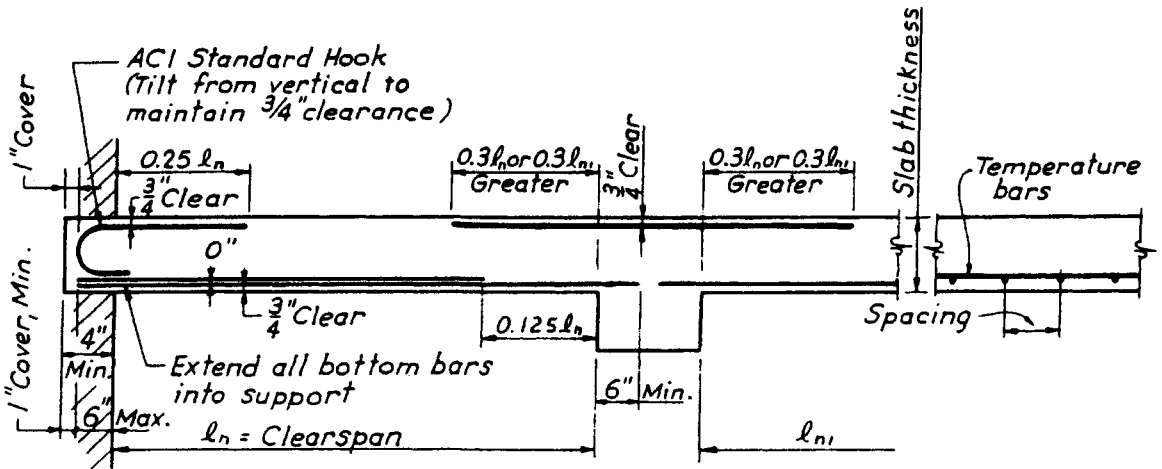 ACI Standard Hook
(Tilt from vertical to
maintain 3/4" clearance)
1" Cover
0.25 ln
3/4" Clear
0.3ln or 0.3ln1
Greater
3/4" Clear
0.3ln or 0.3ln1
Greater
Slab thickness
Temperature
bars
0"
3/4" Clear
0.125ln
Spacing
1" Cover, Min.
4"
Min.
Extend all bottom bars
into support
6" Min.
6" Max.
ln = Clearspan
ln1